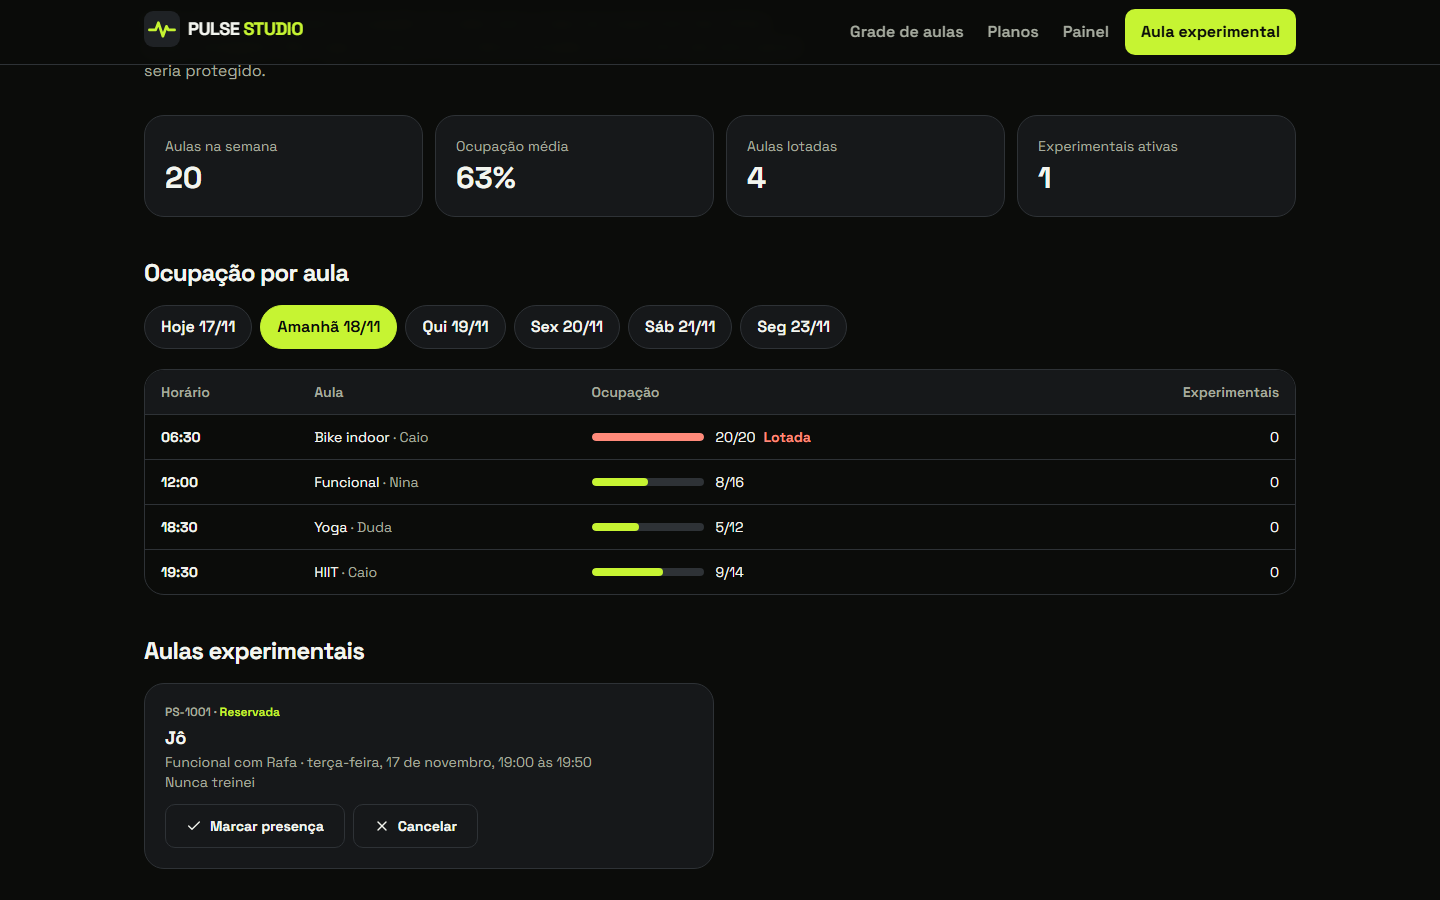 PULSE STUDIO
Grade de aulas
Planos
Painel
Aula experimental
seria protegido.
Aulas na semana
20
Ocupação média
63%
Aulas lotadas
4
Experimentais ativas
1
Ocupação por aula
Hoje 17/11
Amanhã 18/11
Qui 19/11
Sex 20/11
Sáb 21/11
Seg 23/11
Horário Aula Ocupação Experimentais
06:30 Bike indoor · Caio 20/20 Lotada 0
12:00 Funcional · Nina 8/16 0
18:30 Yoga · Duda 5/12 0
19:30 HIIT · Caio 9/14 0
Aulas experimentais
PS-1001 · Reservada
Jô
Funcional com Rafa · terça-feira, 17 de novembro, 19:00 às 19:50
Nunca treinei
Marcar presença
Cancelar